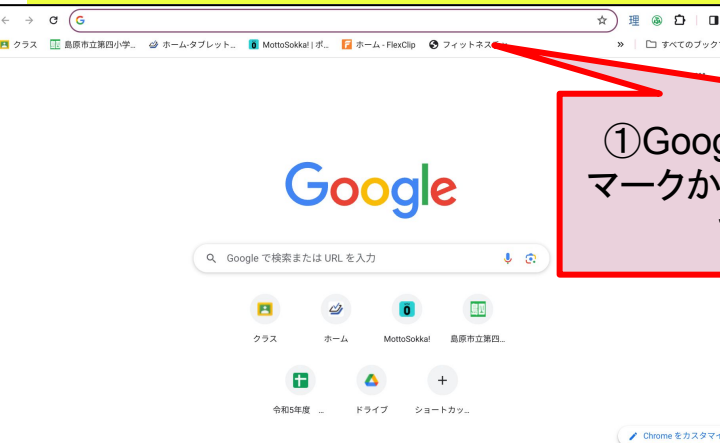 クラス 島原市立第四小学... ホーム-タブレット... MottoSokka! | ポ... ホーム - FlexClip フィットネス
» すべてのブック
①Goog
マークか
Google
Google で検索または URL を入力
クラス ホーム MottoSokka! 島原市立第四...
令和5年度 ... ドライブ ショートカッ...
Chrome をカスタマイ